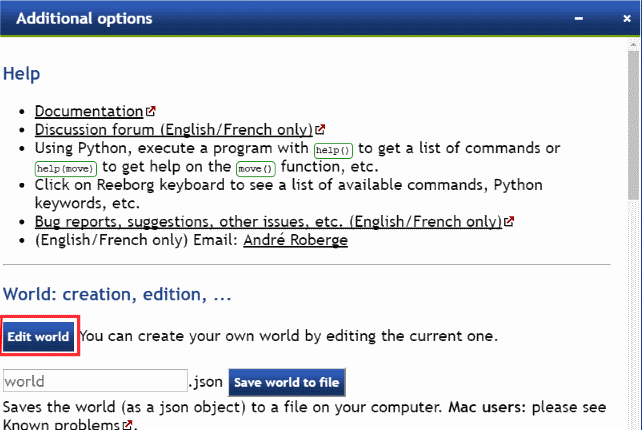 Additional options
Help
Documentation
Discussion forum (English/French only)
Using Python, execute a program with help() to get a list of commands or
help(move) to get help on the move() function, etc.
Click on Reeborg keyboard to see a list of available commands, Python
keywords, etc.
Bug reports, suggestions, other issues, etc. (English/French only)
(English/French only) Email: André Roberge
World: creation, edition, ...
Edit world You can create your own world by editing the current one.
world .json Save world to file
Saves the world (as a json object) to a file on your computer. Mac users: please see
Known problems.